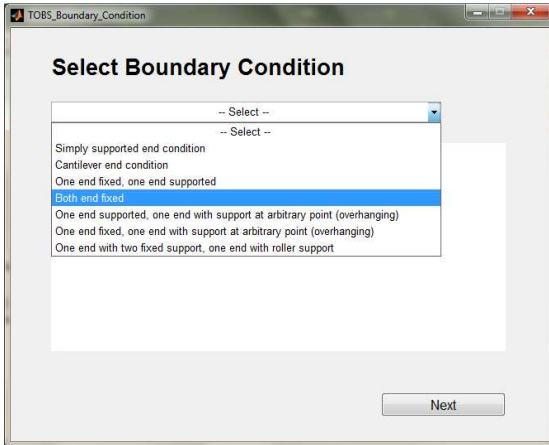 TOBS_Boundary_Condition
Select Boundary Condition
-- Select --
-- Select --
Simply supported end condition
Cantilever end condition
One end fixed, one end supported
Both end fixed
One end supported, one end with support at arbitrary point (overhanging)
One end fixed, one end with support at arbitrary point (overhanging)
One end with two fixed support, one end with roller support
Next